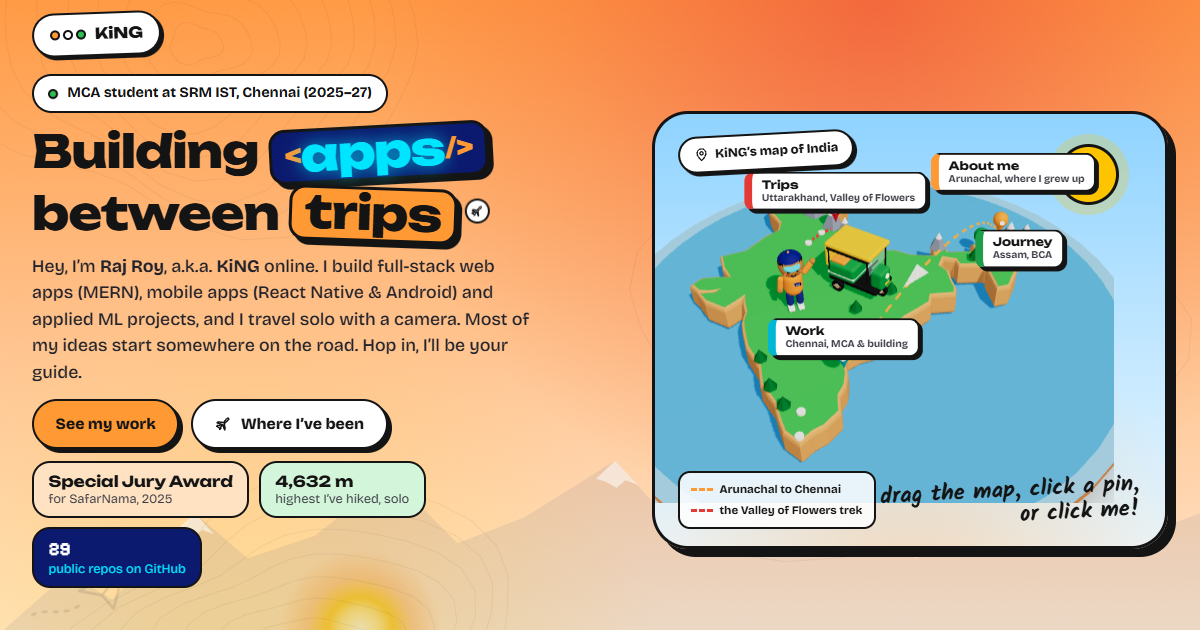 KiNG
MCA student at SRM IST, Chennai (2025–27)
Building <apps/>
between trips
Hey, I'm Raj Roy, a.k.a. KiNG online. I build full-stack web
apps (MERN), mobile apps (React Native & Android) and
applied ML projects, and I travel solo with a camera. Most of
my ideas start somewhere on the road. Hop in, I'll be your
guide.
See my work
Where I've been
Special Jury Award
for SafarNama, 2025
4,632 m
highest I've hiked, solo
89
public repos on GitHub
KiNG's map of India
Trips
Uttarakhand, Valley of Flowers
About me
Arunachal, where I grew up
Journey
Assam, BCA
Work
Chennai, MCA & building
Arunachal to Chennai
the Valley of Flowers trek
drag the map, click a pin,
or click me!